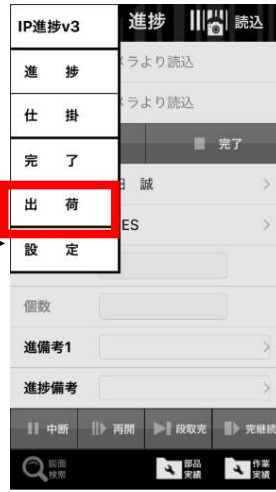 IP進捗v3
進捗
読込
進 捗
ラより読込
仕 掛
ラより読込
完 了
完了
出 荷
誠
ES
設 定
個数
進備考1
進捗備考
中断
再開
段取完
完継続
図面
検索
部品
実績
作業
実績